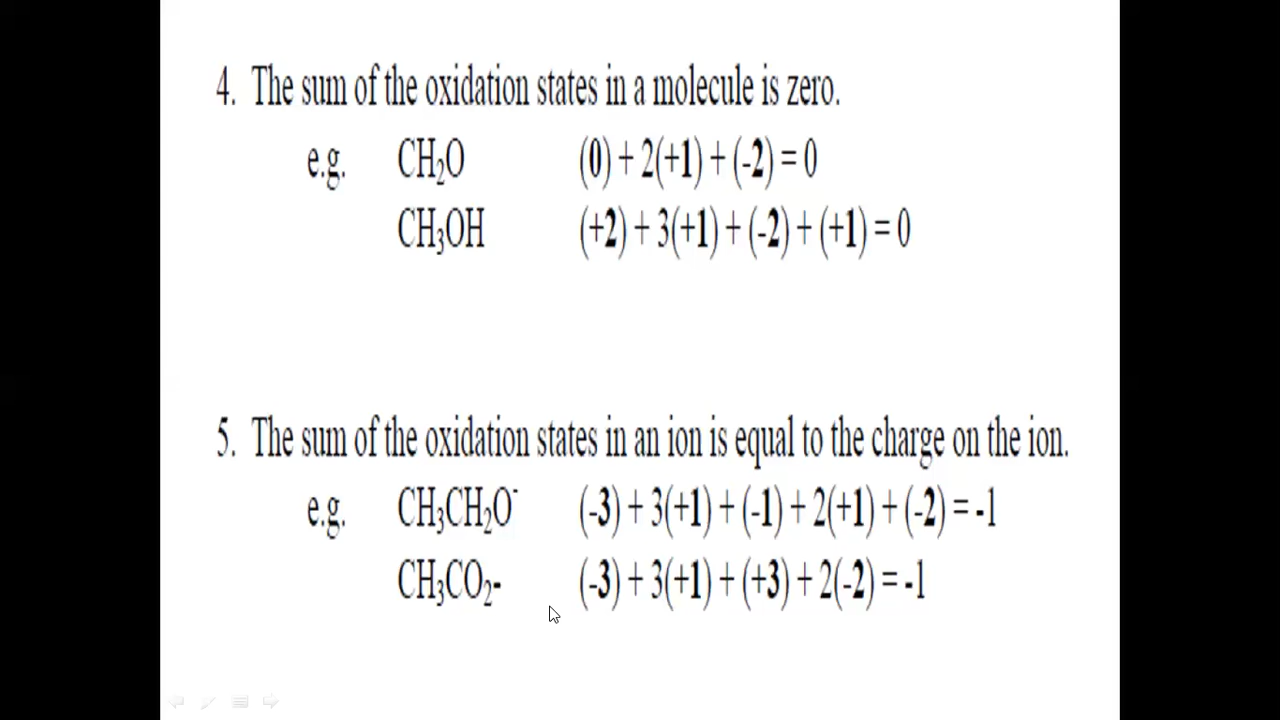 4. The sum of the oxidation states in a molecule is zero.
e.g. CH₂O (0) + 2(+1) + (-2) = 0
CH₃OH (+2) + 3(+1) + (-2) + (+1) = 0
5. The sum of the oxidation states in an ion is equal to the charge on the ion.
e.g. CH₃CH₂O⁻ (-3) + 3(+1) + (-1) + 2(+1) + (-2) = -1
CH₃CO₂- (-3) + 3(+1) + (+3) + 2(-2) = -1